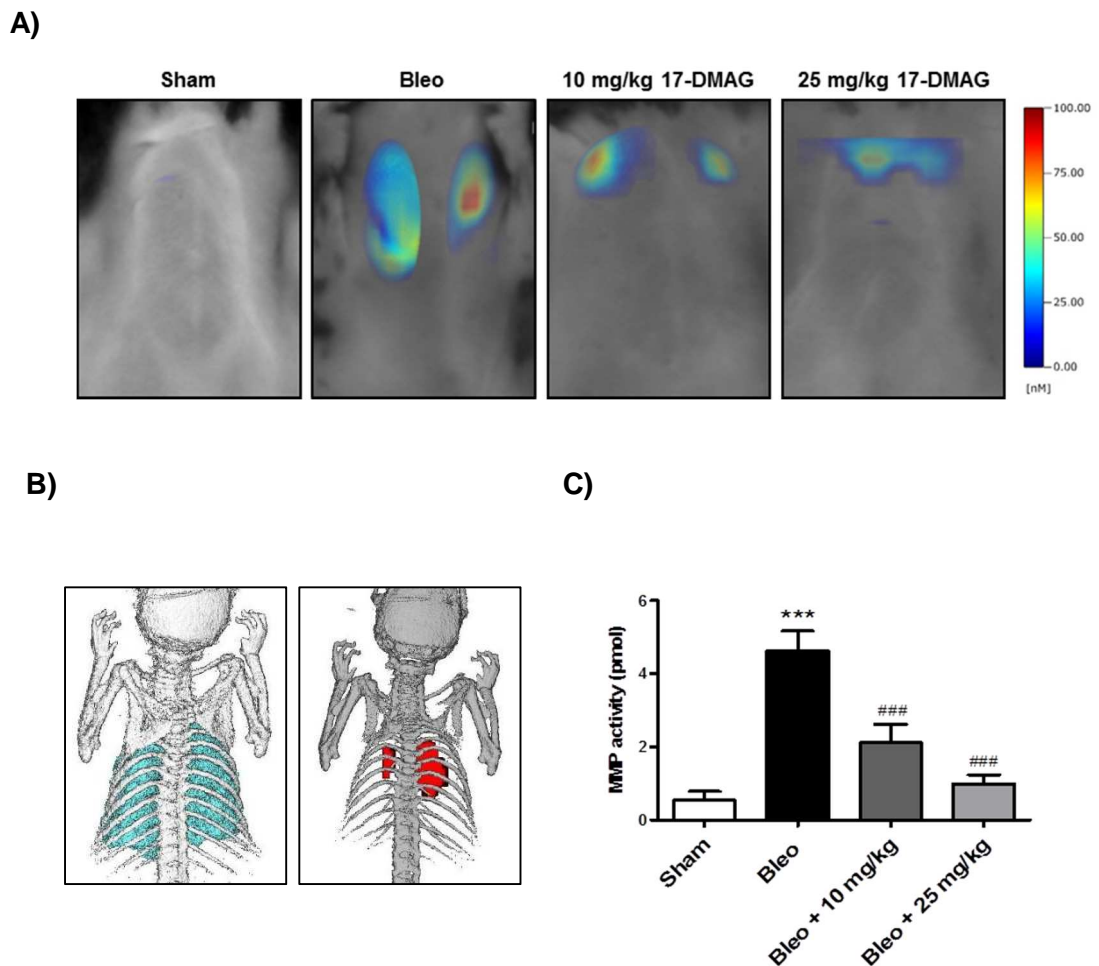 A)
Sham
Bleo
10 mg/kg 17-DMAG
25 mg/kg 17-DMAG
100.00
75.00
50.00
25.00
0.00
[nM]
B)
C)
MMP activity (pmol)
6
4
2
0
***
###
###
Sham
Bleo
Bleo + 10 mg/kg
Bleo + 25 mg/kg